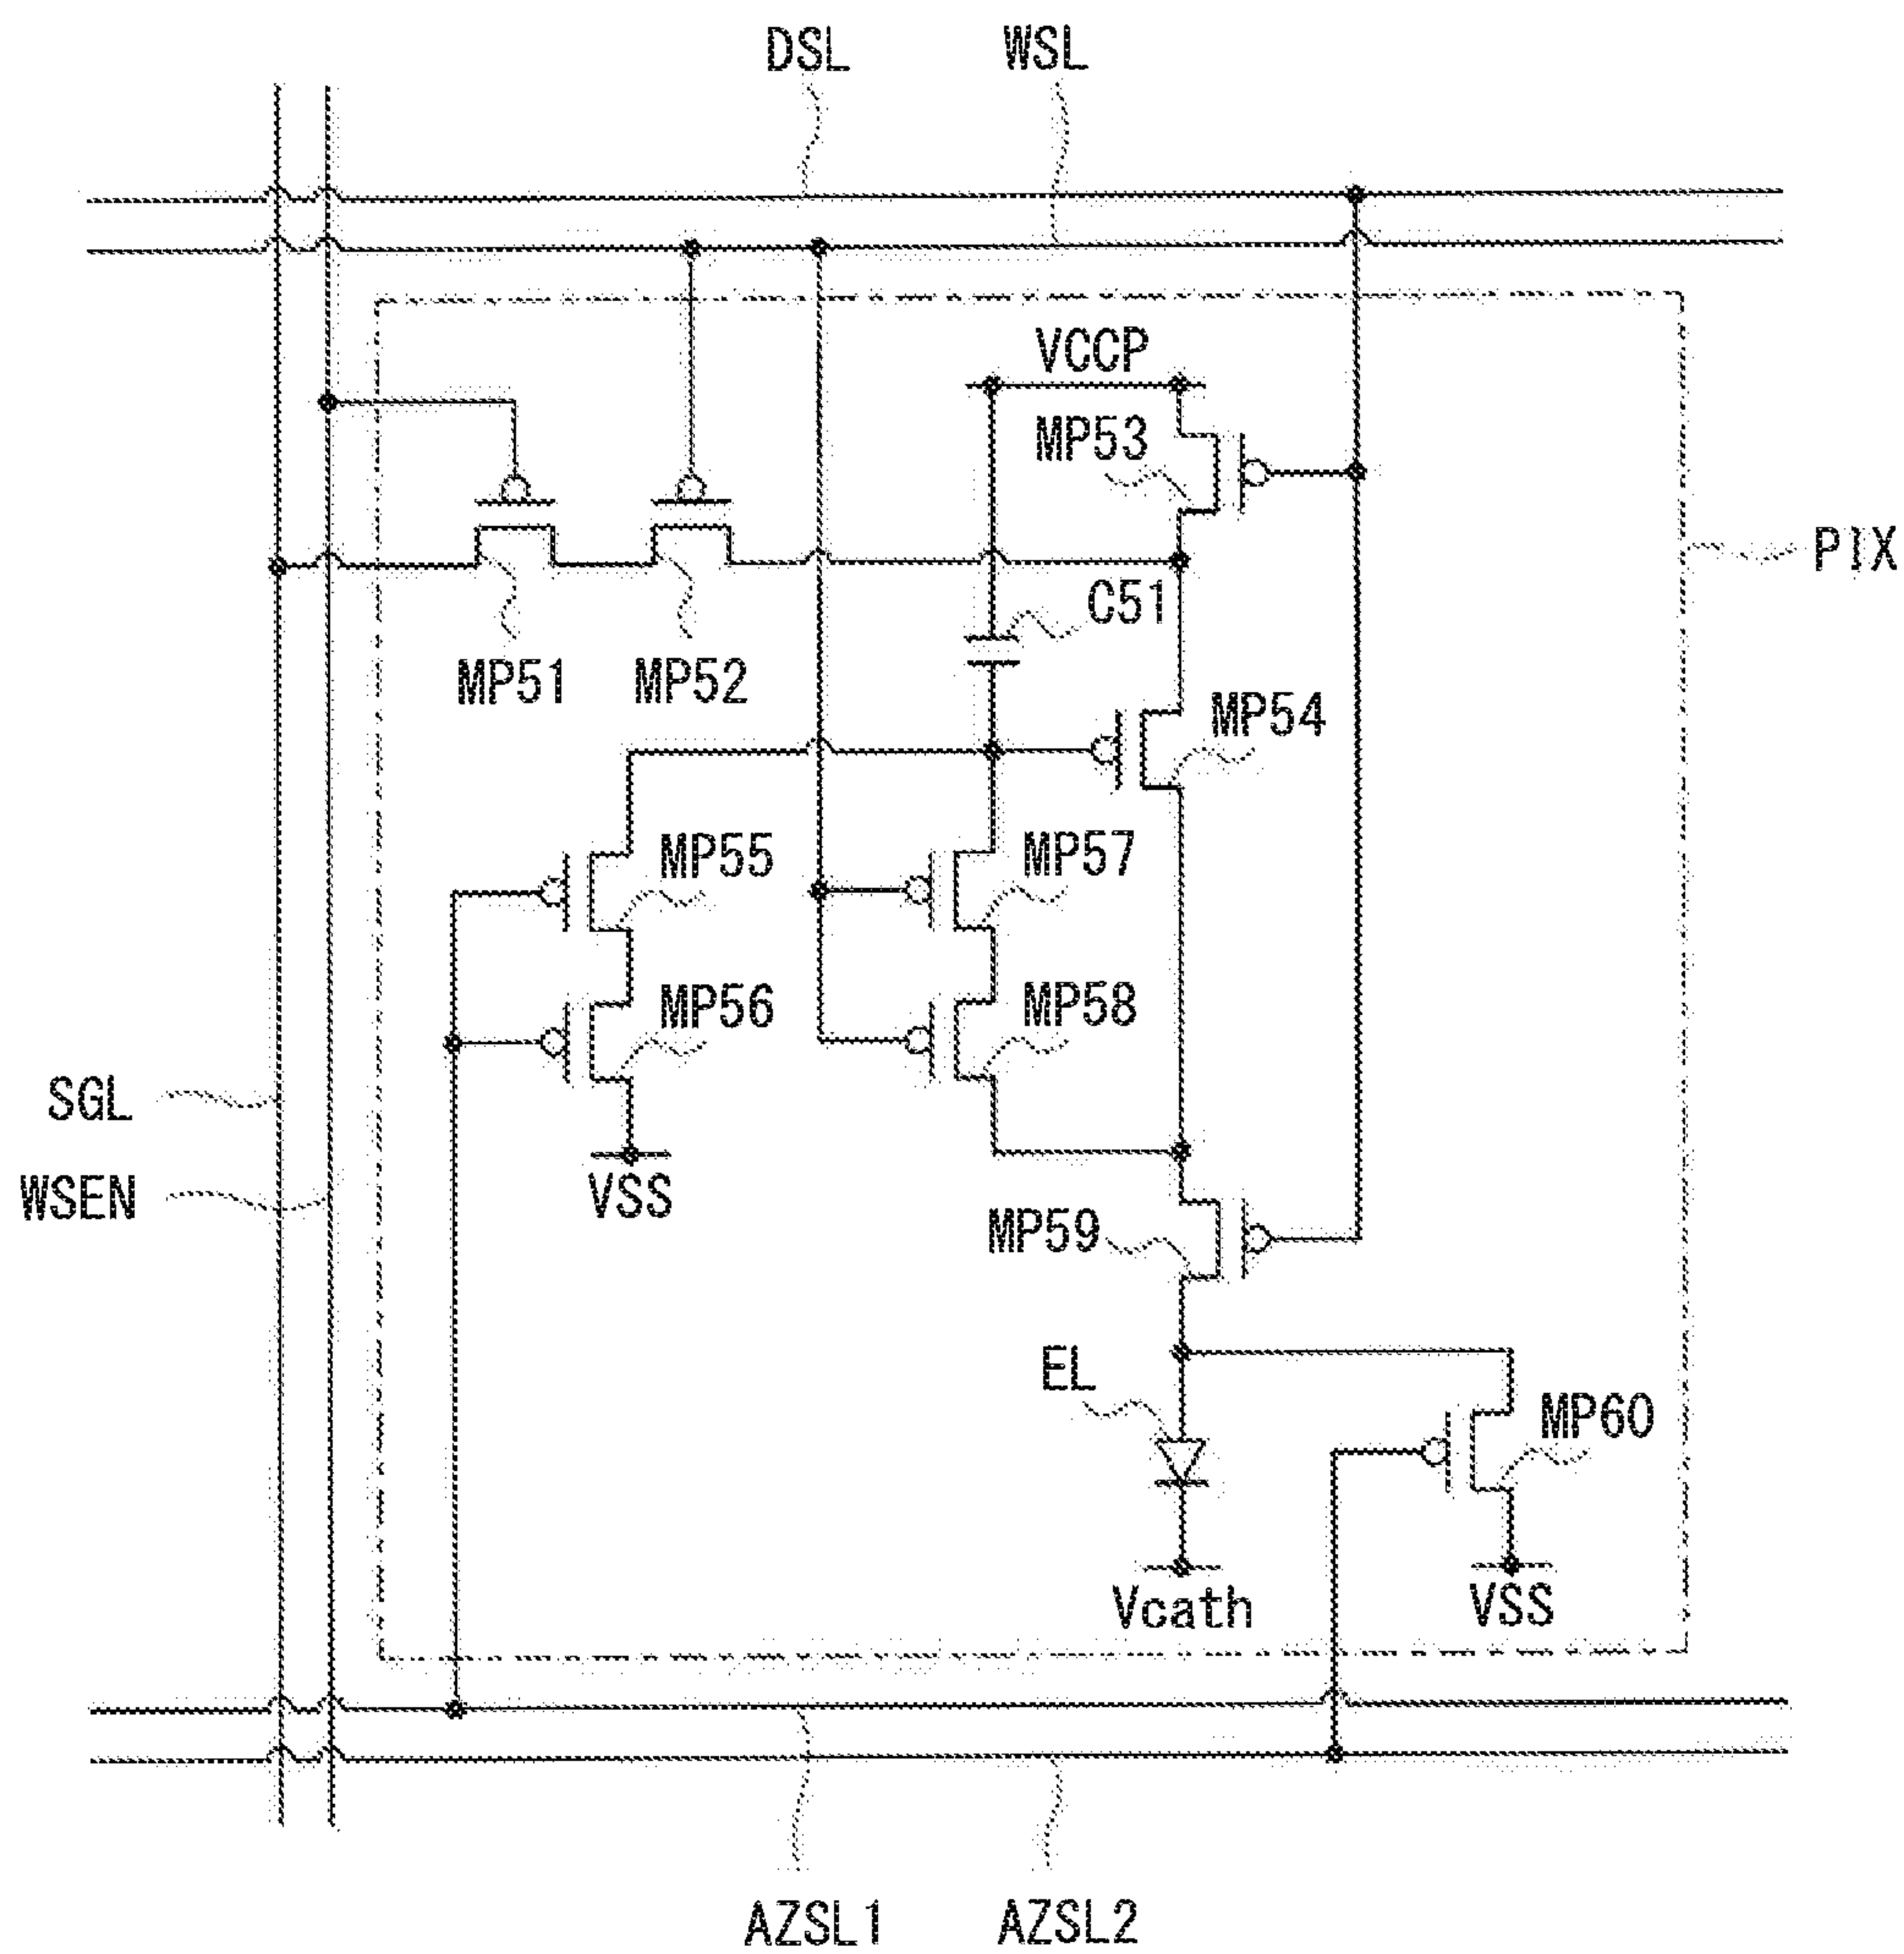 DSL
WSL
VCCP
MP53
PIX
C51
MP51
MP52
MP54
MP55
MP57
MP56
MP58
SGL
WSEN
VSS
MP59
EL
MP60
Vcath
VSS
AZSL1
AZSL2